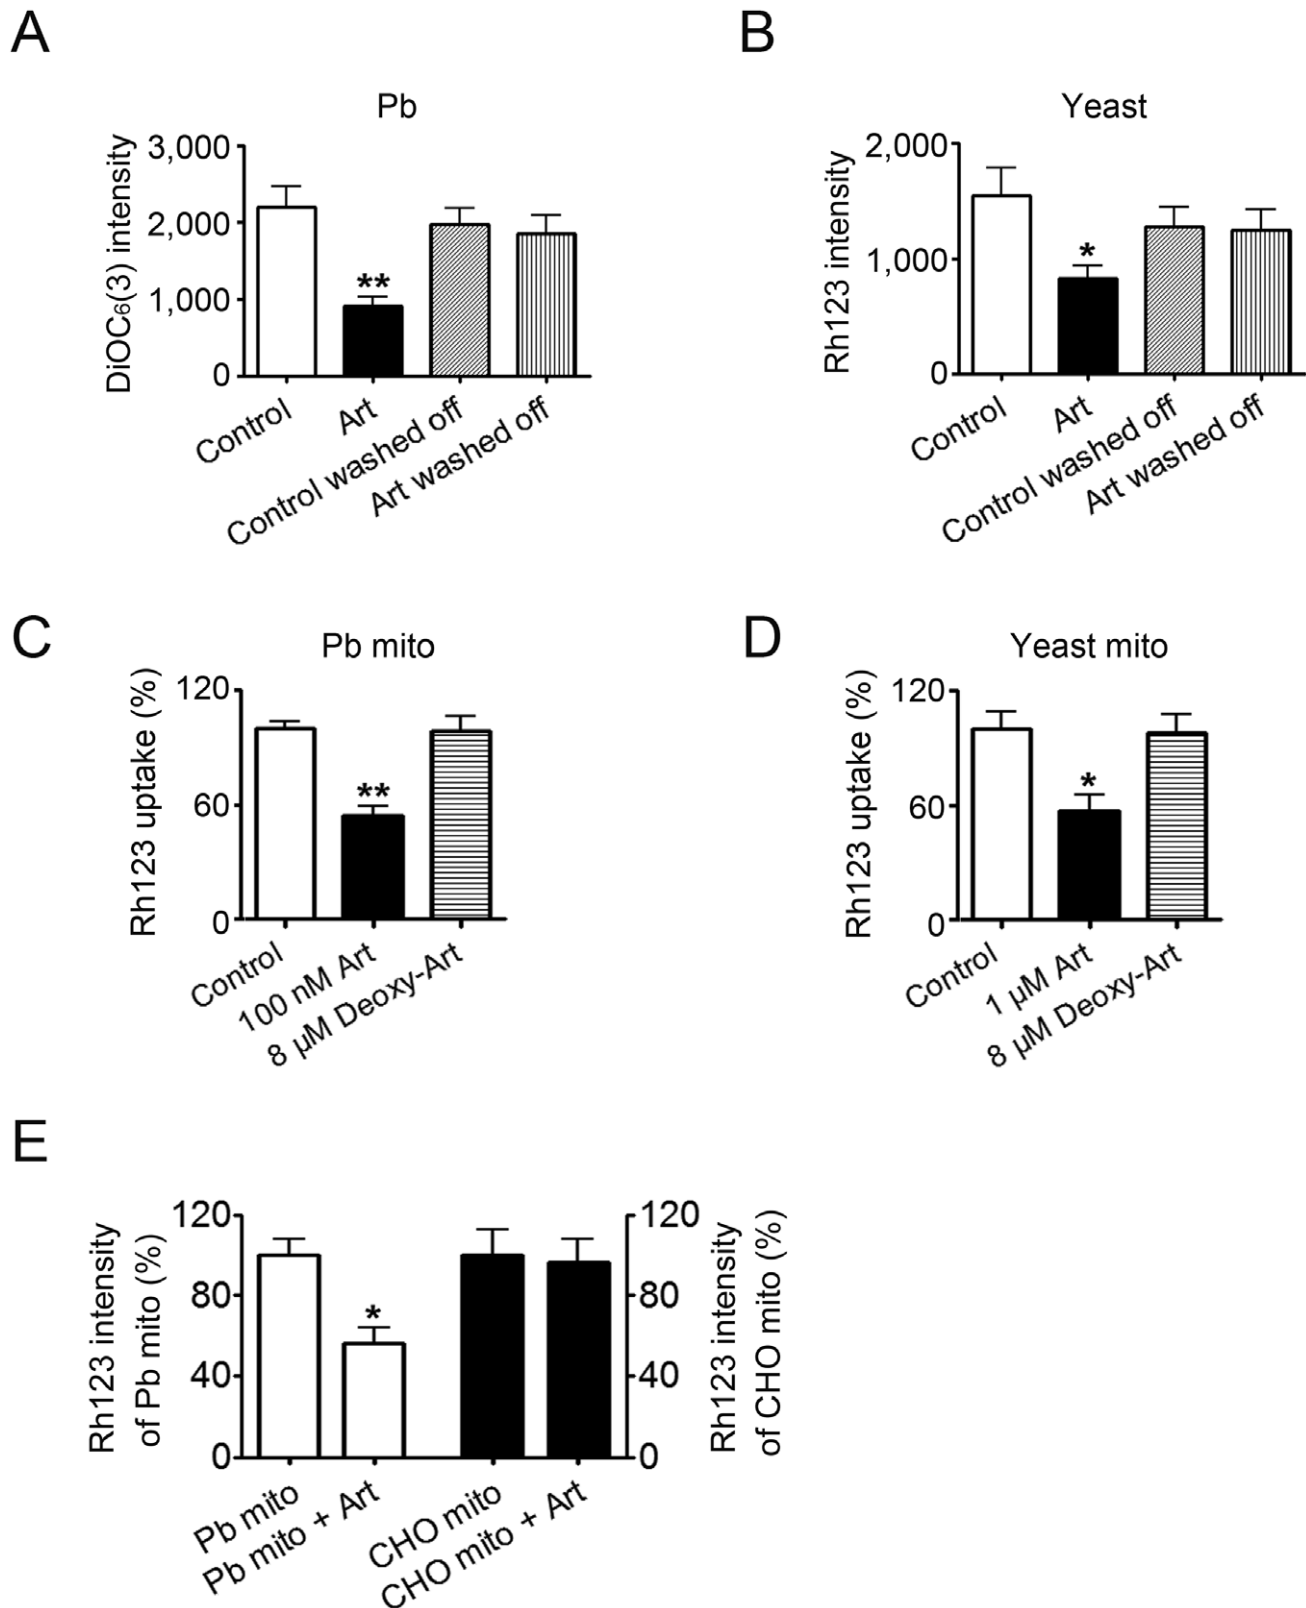 A
Pb
DiOC6(3) intensity
3,000
2,000
1,000
0
**
Control
Art
Control washed off
Art washed off
B
Yeast
Rh123 intensity
2,000
1,000
0
*
Control
Art
Control washed off
Art washed off
C
Pb mito
Rh123 uptake (%)
120
60
0
**
Control
100 nM Art
8 µM Deoxy-Art
D
Yeast mito
Rh123 uptake (%)
120
60
0
*
Control
1 µM Art
8 µM Deoxy-Art
E
Rh123 intensity
of Pb mito (%)
120
80
40
0
*
120
80
40
0
Rh123 intensity
of CHO mito (%)
Pb mito
Pb mito + Art
CHO mito
CHO mito + Art